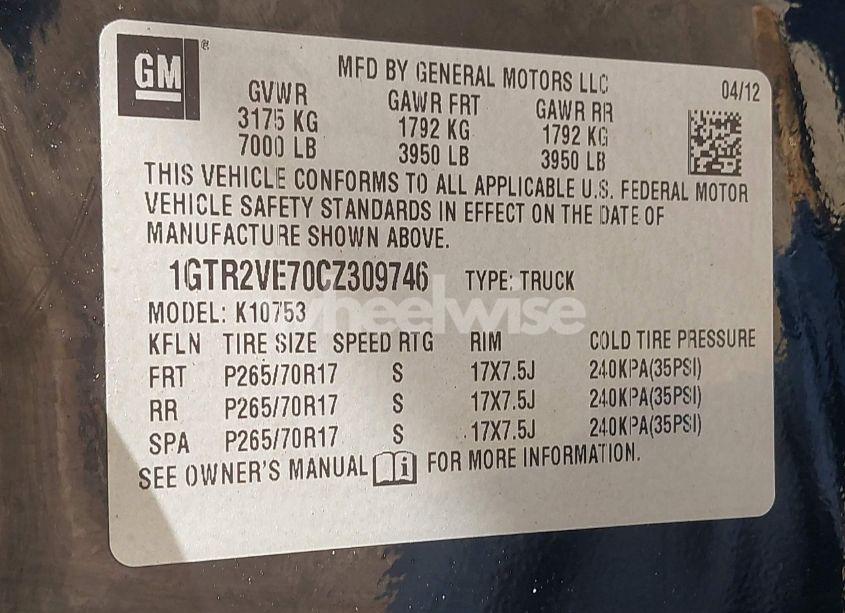 GM ®
MFD BY GENERAL MOTORS LLC
04/12
GVWR GAWR FRT GAWR RR
3175 KG 1792 KG 1792 KG
7000 LB 3950 LB 3950 LB
THIS VEHICLE CONFORMS TO ALL APPLICABLE U.S. FEDERAL MOTOR
VEHICLE SAFETY STANDARDS IN EFFECT ON THE DATE OF
MANUFACTURE SHOWN ABOVE.
1GTR2VE70CZ309746 TYPE: TRUCK
MODEL: K10753
wheelwise
KFLN TIRE SIZE SPEED RTG RIM COLD TIRE PRESSURE
FRT P265/70R17 S 17X7.5J 240KPA(35PSI)
RR P265/70R17 S 17X7.5J 240KPA(35PSI)
SPA P265/70R17 S 17X7.5J 240KPA(35PSI)
SEE OWNER'S MANUAL i FOR MORE INFORMATION.